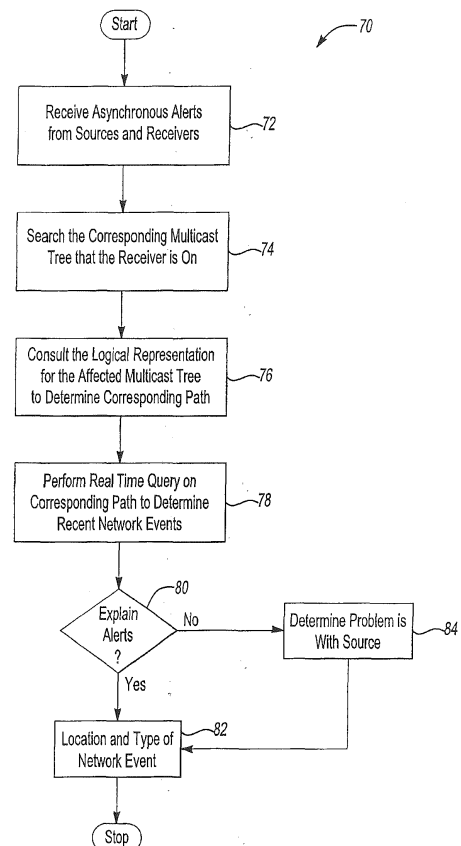 Start
70
Receive Asynchronous Alerts
from Sources and Receivers
72
Search the Corresponding Multicast
Tree that the Receiver is On
74
Consult the Logical Representation
for the Affected Multicast Tree
to Determine Corresponding Path
76
Perform Real Time Query on
Corresponding Path to Determine
Recent Network Events
78
80
Explain
Alerts
?
No
Determine Problem is
With Source
84
Yes
82
Location and Type of
Network Event
Stop